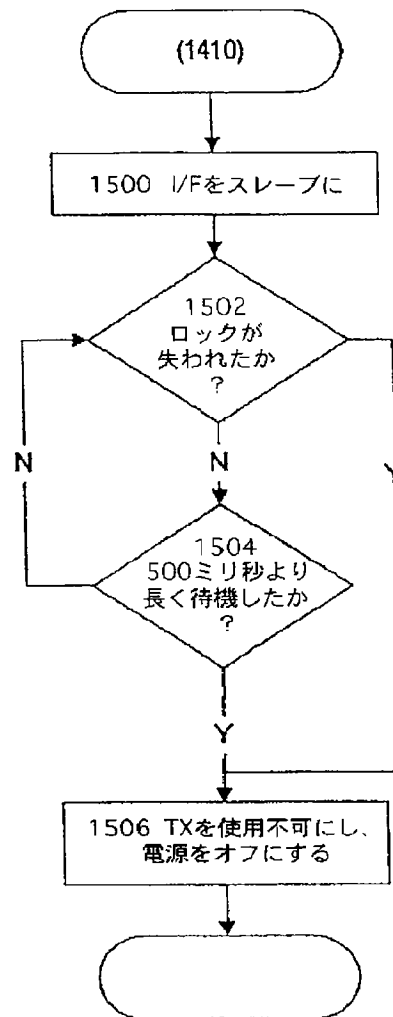 (1410)
1500 I/Fをスレーブに
1502
ロックが
失われたか
?
N
N
Y
1504
500ミリ秒より
長く待機したか
?
Y
1506 TXを使用不可にし、
電源をオフにする